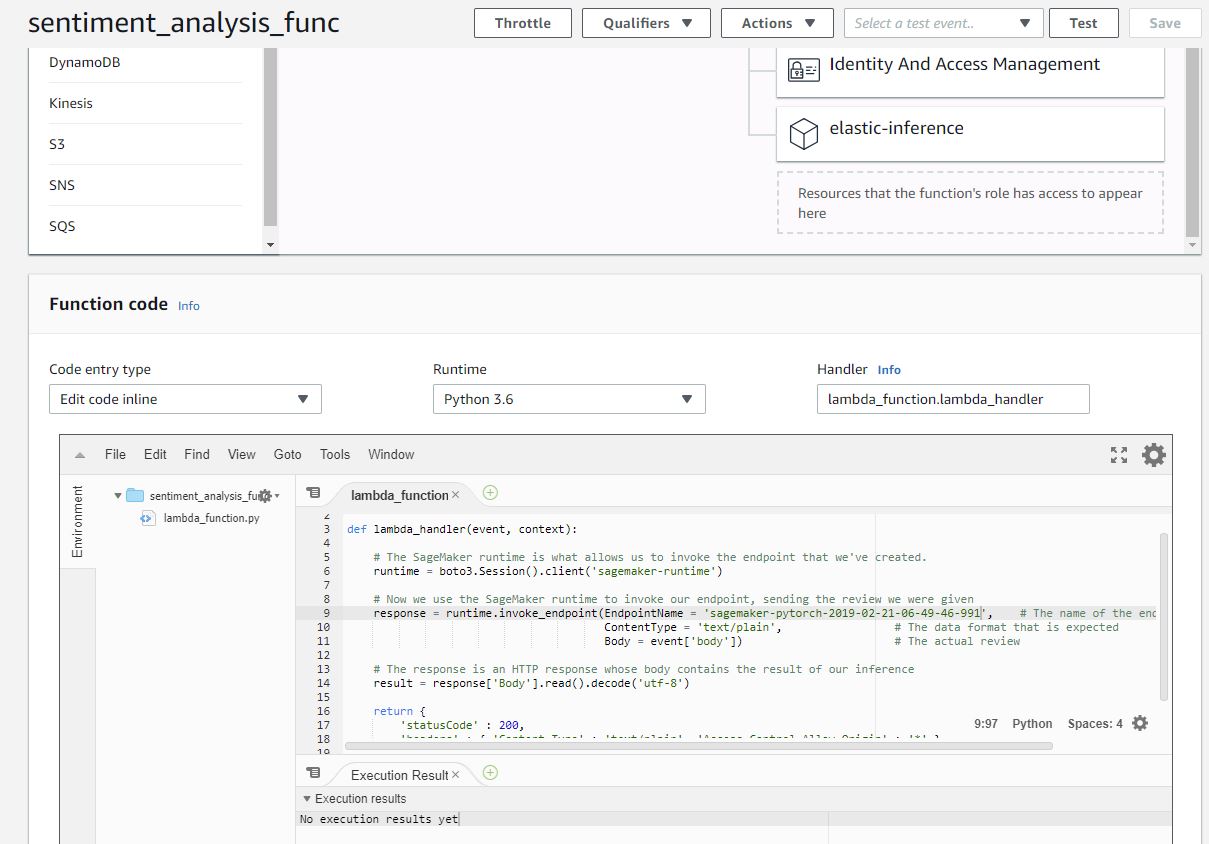 sentiment_analysis_func
Throttle
Qualifiers
Actions
Select a test event..
Test
Save
DynamoDB
Kinesis
S3
SNS
SQS
Identity And Access Management
elastic-inference
Resources that the function's role has access to appear
here
Function code Info
Code entry type
Edit code inline
Runtime
Python 3.6
Handler Info
lambda_function.lambda_handler
File Edit Find View Goto Tools Window
Environment
sentiment_analysis_fu
lambda_function.py
lambda_function
2
3 def lambda_handler(event, context):
4
5 # The SageMaker runtime is what allows us to invoke the endpoint that we've created.
6 runtime = boto3.Session().client('sagemaker-runtime')
7
8 # Now we use the SageMaker runtime to invoke our endpoint, sending the review we were given
9 response = runtime.invoke_endpoint(EndpointName = 'sagemaker-pytorch-2019-02-21-06-49-46-991', # The name of the end
10 ContentType = 'text/plain', # The data format that is expected
11 Body = event['body']) # The actual review
12
13 # The response is an HTTP response whose body contains the result of our inference
14 result = response['Body'].read().decode('utf-8')
15
16 return {
17 'statusCode' : 200,
18 'headers' : { 'Content-Type' : 'text/plain', 'Access-Control-Allow-Origin' : '*' },
19
9:97 Python Spaces: 4
Execution Result
Execution results
No execution results yet